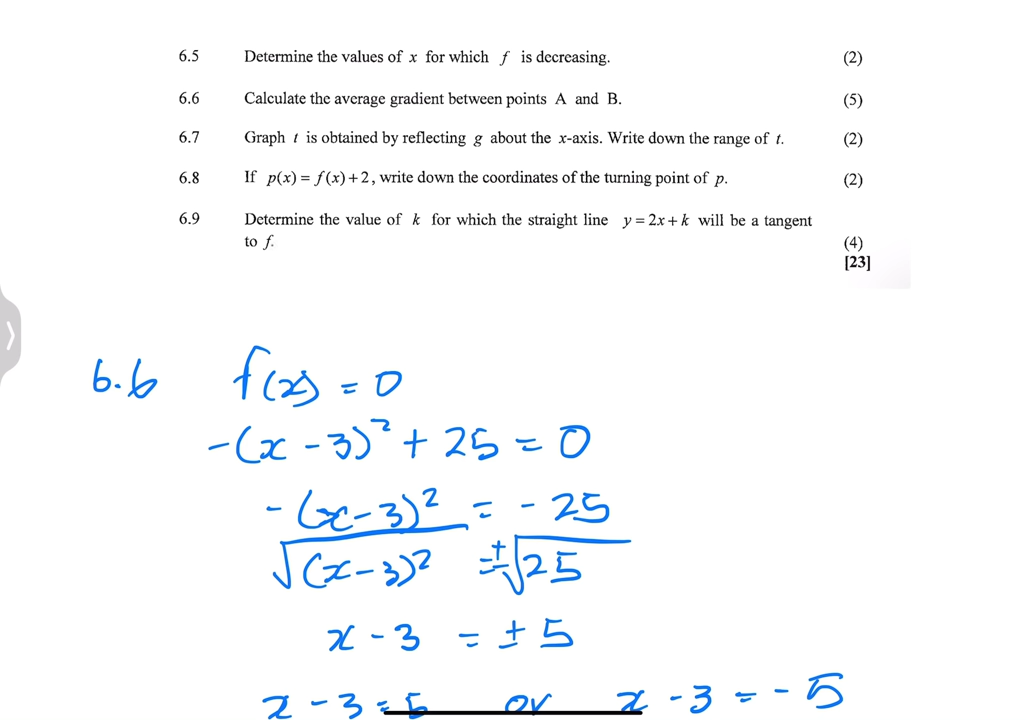 6.5 Determine the values of x for which f is decreasing. (2)
6.6 Calculate the average gradient between points A and B. (5)
6.7 Graph t is obtained by reflecting g about the x-axis. Write down the range of t. (2)
6.8 If p(x) = f(x) + 2, write down the coordinates of the turning point of p. (2)
6.9 Determine the value of k for which the straight line y = 2x + k will be a tangent
to f. (4)
[23]
6.6 f(x) = 0
-(x - 3)² + 25 = 0
-(x - 3)² = - 25
√(x - 3)² = ±√25
x - 3 = ± 5
x - 3 = 5 or x - 3 = - 5